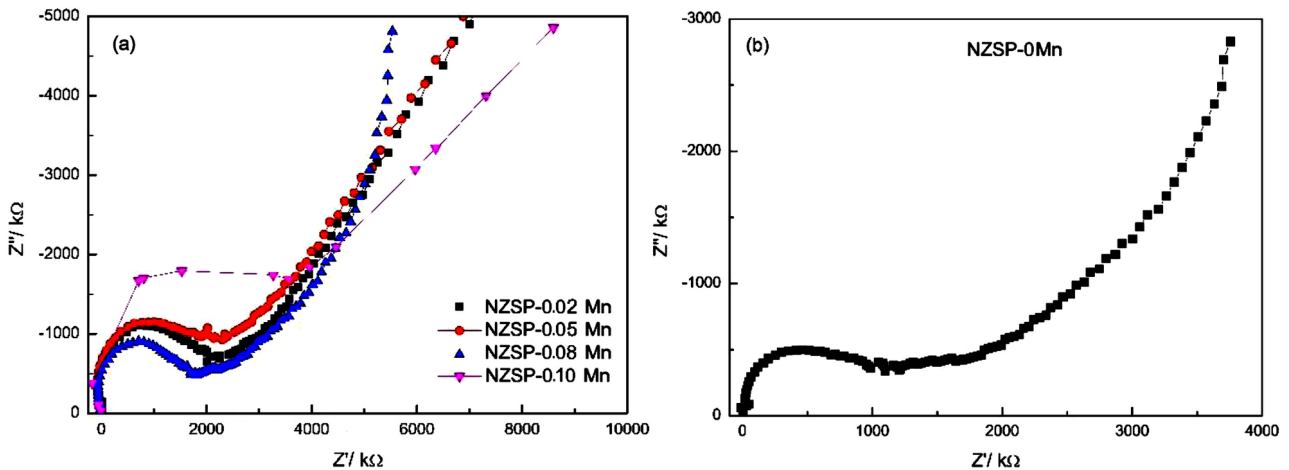 (a)
-5000
-4000
-3000
-2000
-1000
0
Z''/ kΩ
0 2000 4000 6000 8000 10000
Z'/ kΩ
NZSP-0.02 Mn
NZSP-0.05 Mn
NZSP-0.08 Mn
NZSP-0.10 Mn
(b)
NZSP-0Mn
-3000
-2000
-1000
0
Z''/ kΩ
0 1000 2000 3000 4000
Z'/ kΩ